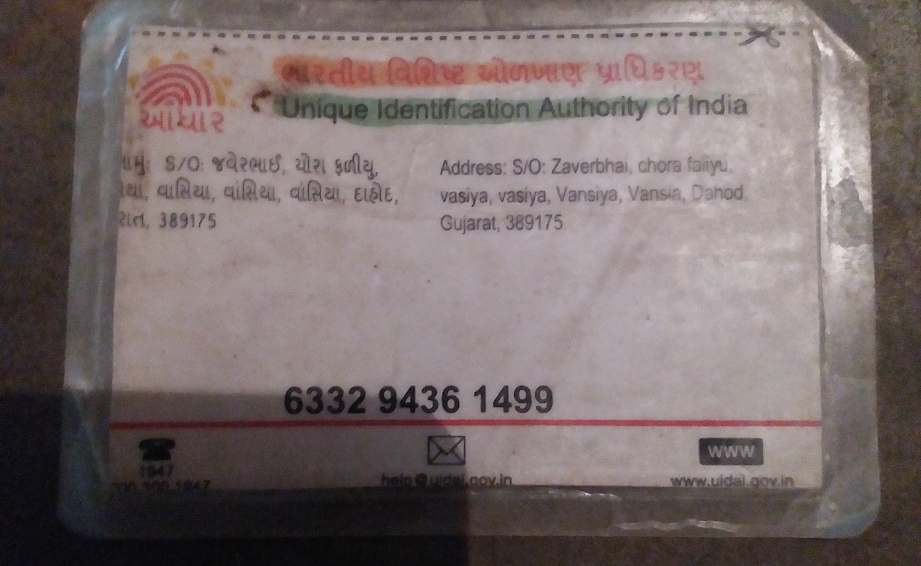 ભારતીય વિશિષ્ટ ઓળખાણ પ્રાધિકરણ
Unique Identification Authority of India
આધાર
S/O: જવેરભાઈ, ચોરા ફળીયુ,
વાસિયા, વાંસિયા, વાંસિયા, દાહોદ,
389175
Address: S/O: Zaverbhai, chora faliyu,
vasiya, vasiya, Vansiya, Vansia, Dahod,
Gujarat, 389175
6332 9436 1499
1947
help@uidai.gov.in
WWW
www.uidai.gov.in